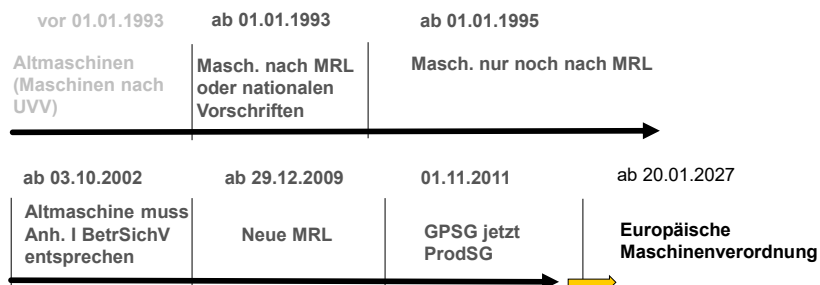 vor 01.01.1993
ab 01.01.1993
ab 01.01.1995
Altmaschinen
(Maschinen nach
UVV)
Masch. nach MRL
oder nationalen
Vorschriften
Masch. nur noch nach MRL
ab 03.10.2002
ab 29.12.2009
01.11.2011
ab 20.01.2027
Altmaschine muss
Anh. I BetrSichV
entsprechen
Neue MRL
GPSG jetzt
ProdSG
Europäische
Maschinenverordnung